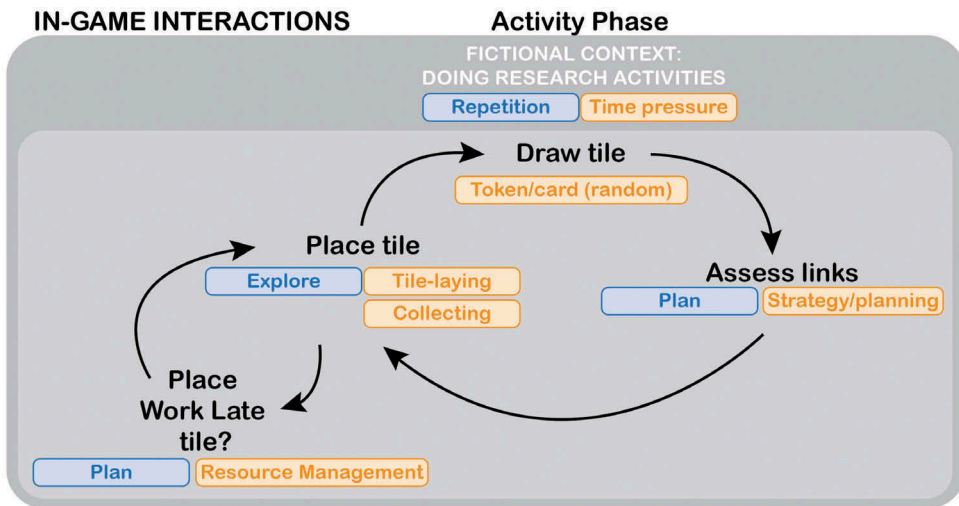 IN-GAME INTERACTIONS
Activity Phase
FICTIONAL CONTEXT:
DOING RESEARCH ACTIVITIES
Repetition
Time pressure
Draw tile
Token/card (random)
Place tile
Explore
Tile-laying
Collecting
Assess links
Plan
Strategy/planning
Place
Work Late
tile?
Plan
Resource Management